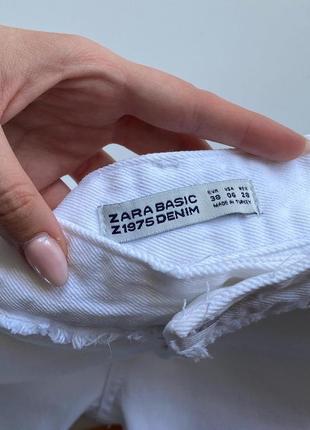 ZARA BASIC
Z1975 DENIM
EUR USA MEX
38 06 28
MADE IN TURKEY